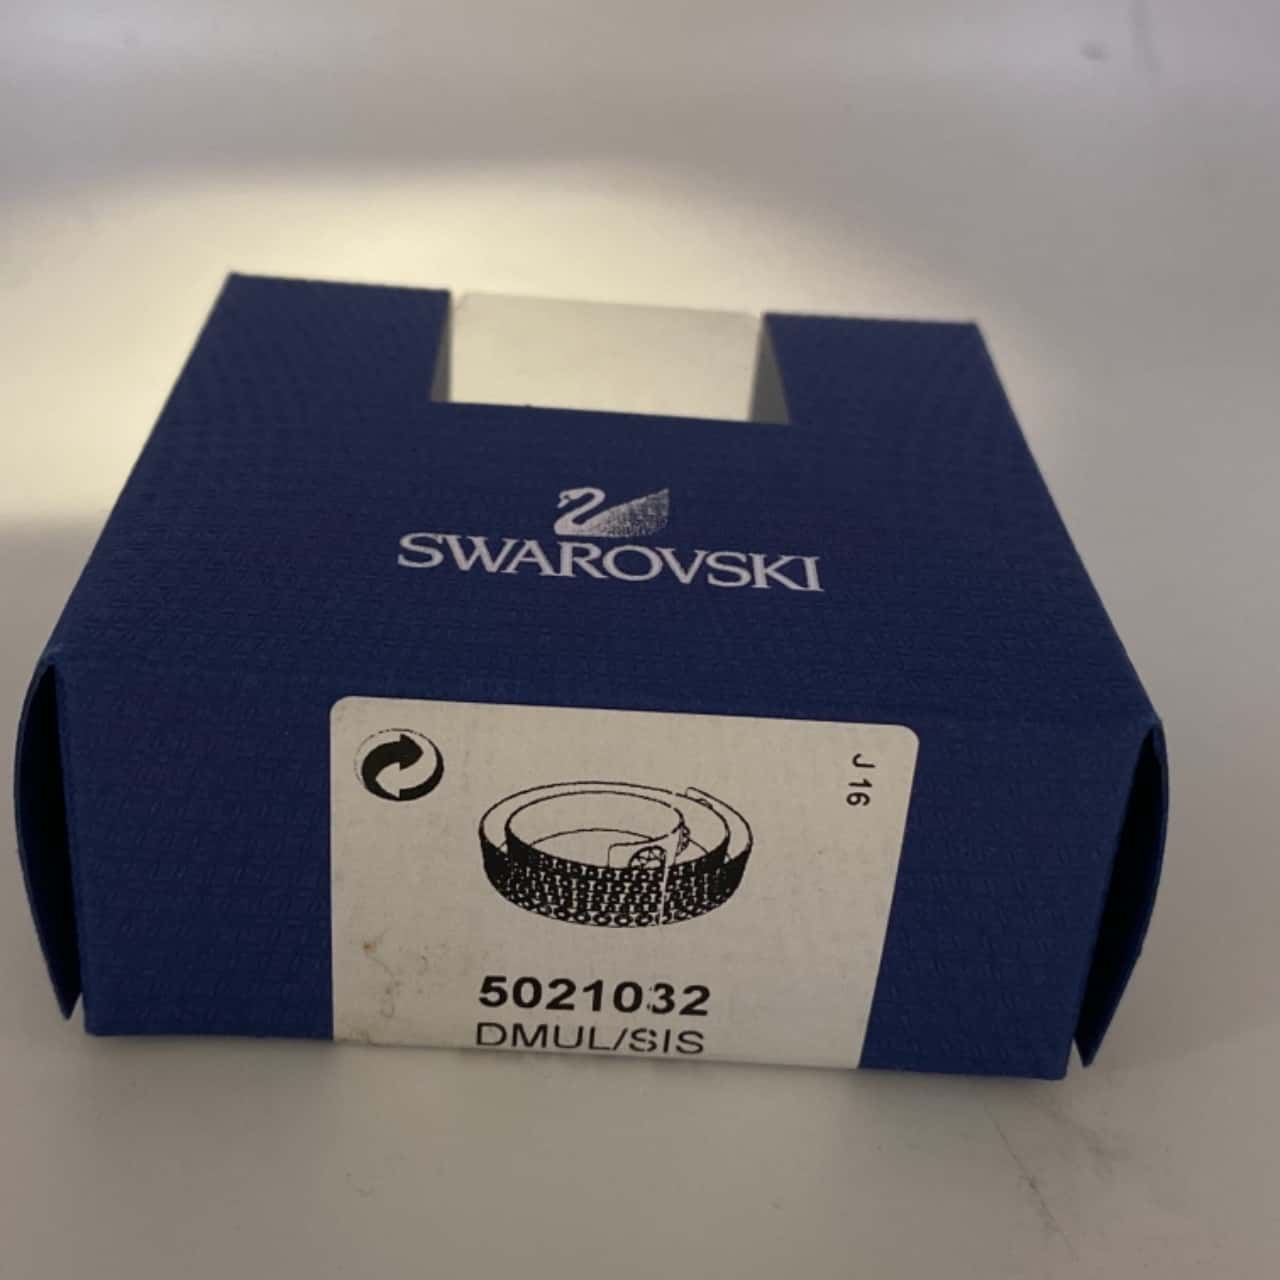 SWAROVSKI
J 16
5021032
DMUL/SIS